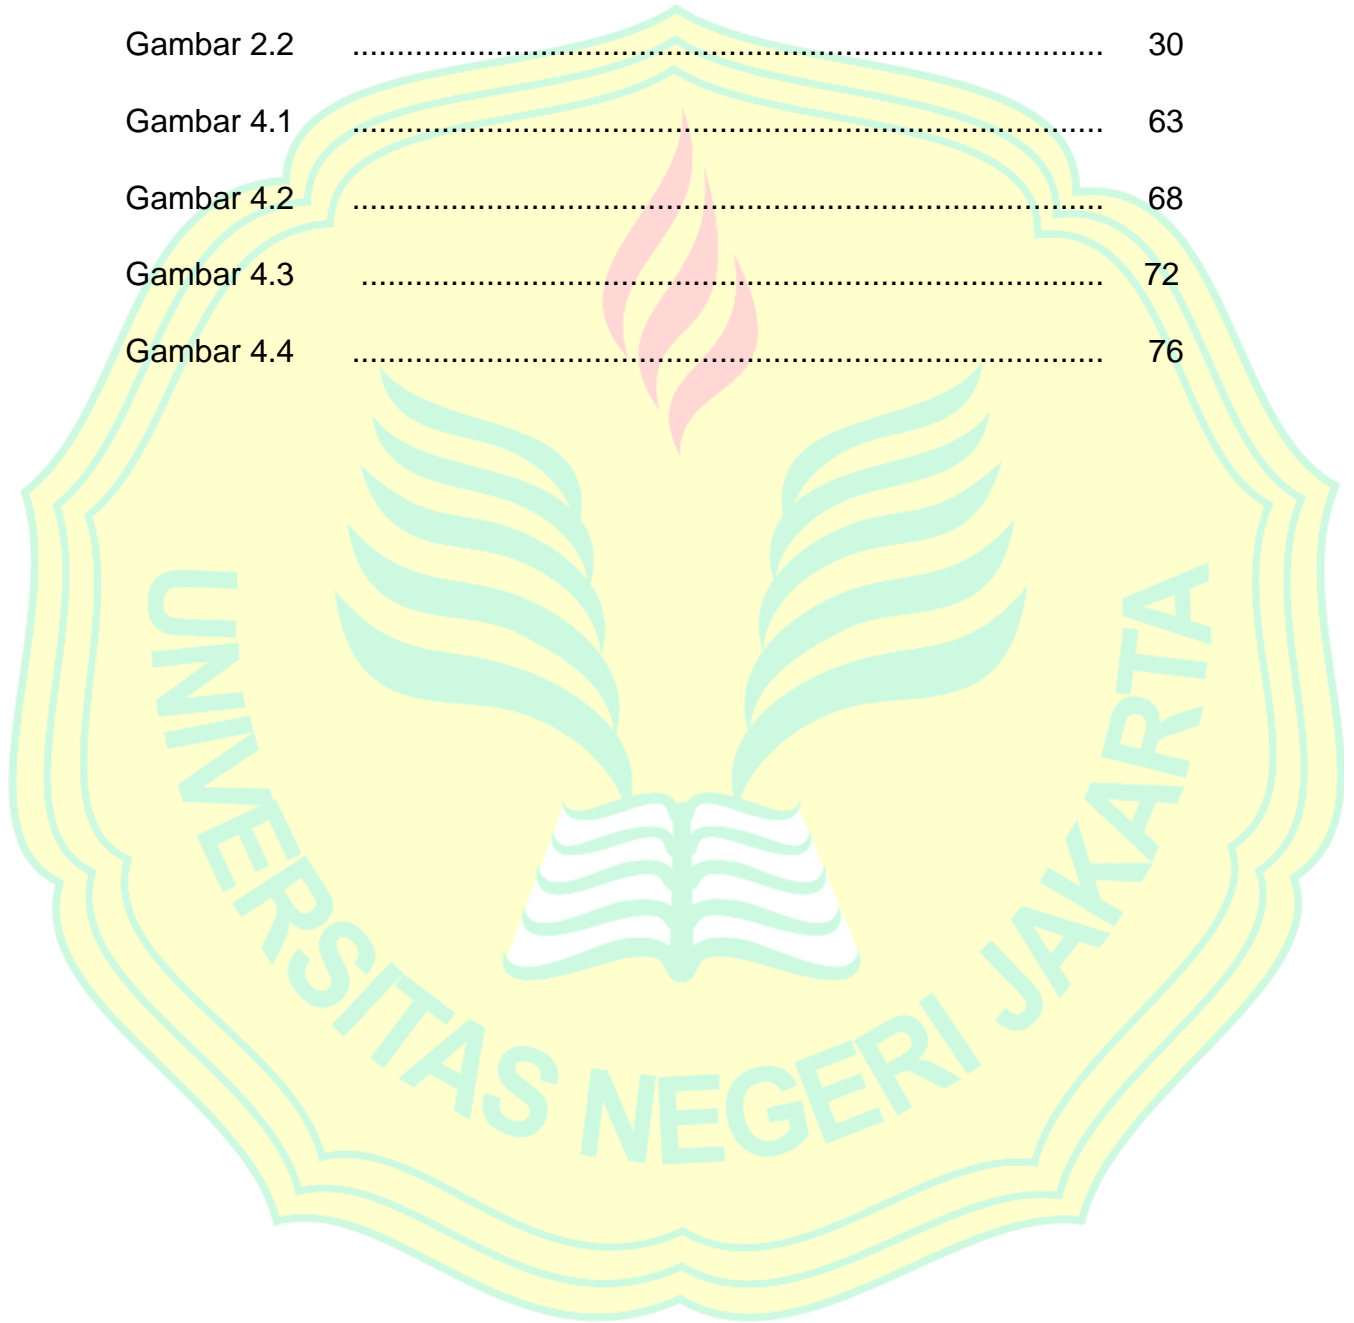 Gambar 2.2 .................................................................................... 30
Gambar 4.1 .................................................................................... 63
Gambar 4.2 .................................................................................... 68
Gambar 4.3 ................................................................................... 72
Gambar 4.4 .................................................................................... 76
UNIVERSITAS NEGERI JAKARTA